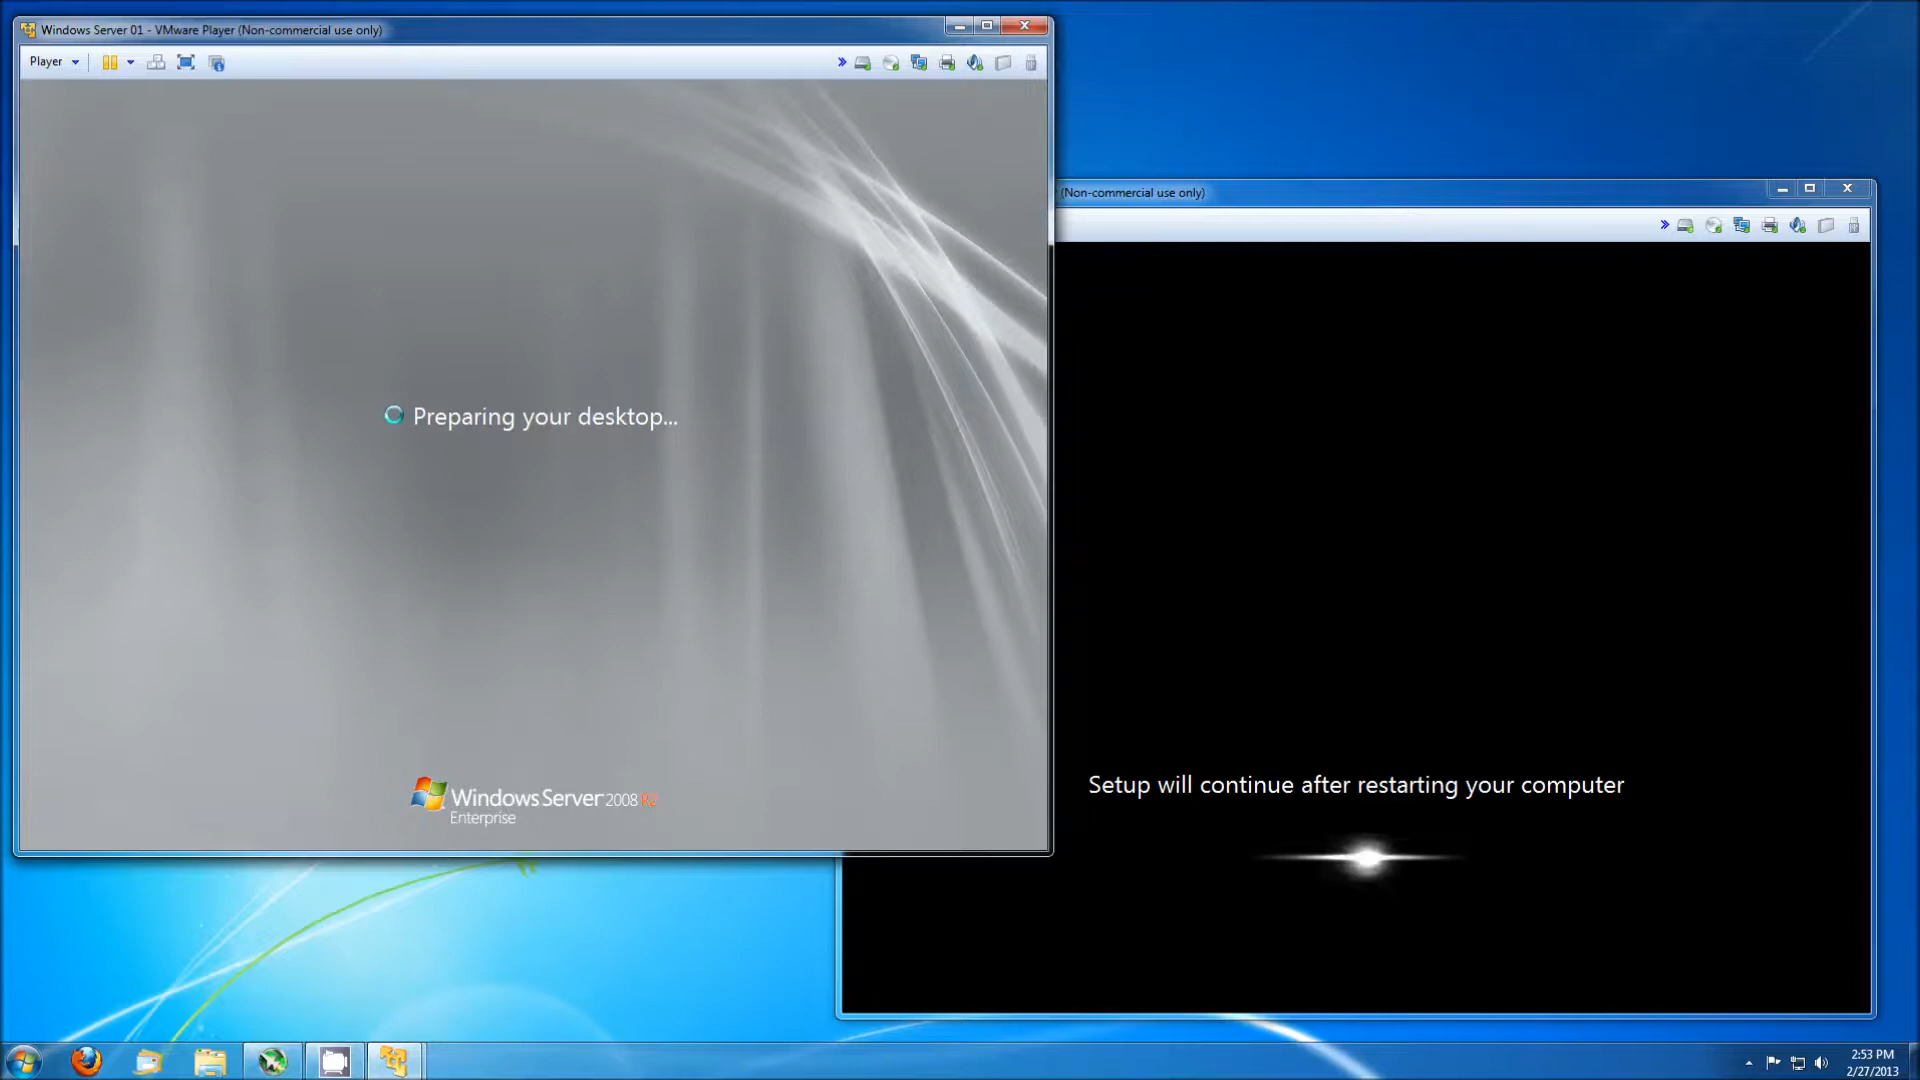 Windows Server 01 - VMware Player (Non-commercial use only)
Player
(Non-commercial use only)
Preparing your desktop...
Setup will continue after restarting your computer
Windows Server 2008 R2
Enterprise
2:53 PM
2/27/2013